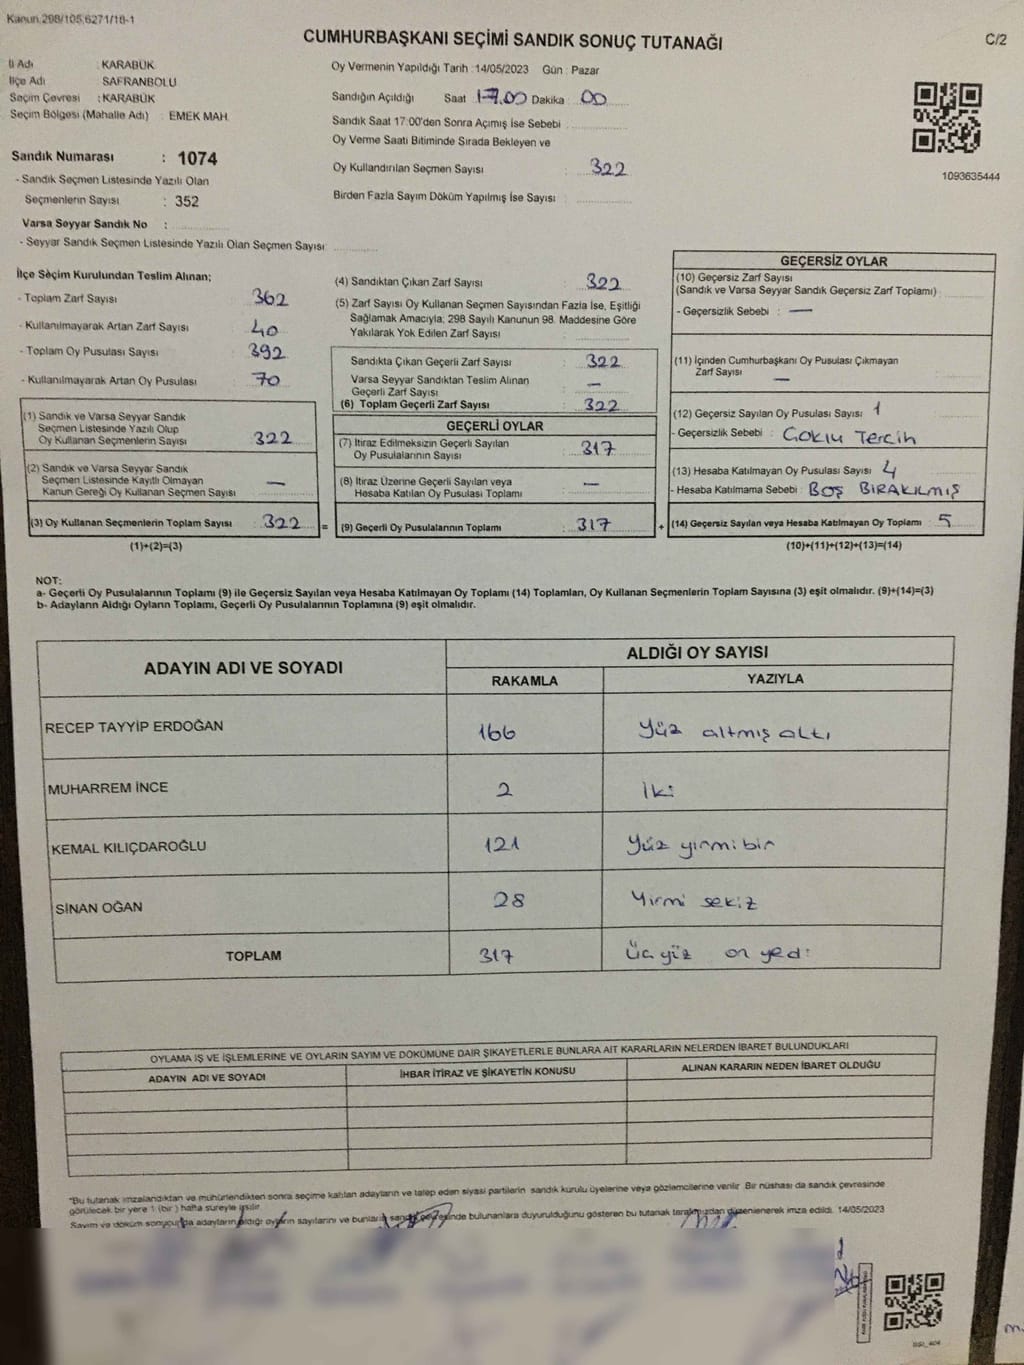 Kanun 298/105,6271/18-1
CUMHURBAŞKANI SEÇİMİ SANDIK SONUÇ TUTANAĞI
C/2
İl Adı : KARABÜK
İlçe Adı SAFRANBOLU
Seçim Çevresi : KARABÜK
Seçim Bölgesi (Mahalle Adı) : EMEK MAH.
Sandık Numarası : 1074
- Sandık Seçmen Listesinde Yazılı Olan
Seçmenlerin Sayısı : 352
Varsa Seyyar Sandık No :
- Seyyar Sandık Seçmen Listesinde Yazılı Olan Seçmen Sayısı
Oy Vermenin Yapıldığı Tarih :14/05/2023 Gün : Pazar
Sandığın Açıldığı Saat 17.00 Dakika 00
Sandık Saat 17:00'den Sonra Açımış İse Sebebi
Oy Verme Saati Bitiminde Sırada Bekleyen ve
Oy Kullandırılan Seçmen Sayısı : 322
Birden Fazla Sayım Döküm Yapılmış İse Sayısı :
1093635444
İlçe Seçim Kurulundan Teslim Alınan;
- Toplam Zarf Sayısı : 362
- Kullanılmayarak Artan Zarf Sayısı : 40
- Toplam Oy Pusulası Sayısı : 392
- Kullanılmayarak Artan Oy Pusulası : 70
(1) Sandık ve Varsa Seyyar Sandık
Seçmen Listesinde Yazılı Olup
Oy Kullanan Seçmenlerin Sayısı : 322
(2) Sandık ve Varsa Seyyar Sandık
Seçmen Listesinde Kayıtlı Olmayan
Kanun Gereği Oy Kullanan Seçmen Sayısı : —
(3) Oy Kullanan Seçmenlerin Toplam Sayısı : 322 =
(1)+(2)=(3)
(4) Sandıktan Çıkan Zarf Sayısı : 322
(5) Zarf Sayısı Oy Kullanan Seçmen Sayısından Fazla İse, Eşitliği
Sağlamak Amacıyla; 298 Sayılı Kanunun 98. Maddesine Göre
Yakılarak Yok Edilen Zarf Sayısı :
Sandıkta Çıkan Geçerli Zarf Sayısı : 322
Varsa Seyyar Sandıktan Teslim Alınan
Geçerli Zarf Sayısı : —
(6) Toplam Geçerli Zarf Sayısı : 322
GEÇERLİ OYLAR
(7) İtiraz Edilmeksizin Geçerli Sayılan
Oy Pusulalarının Sayısı : 317
(8) İtiraz Üzerine Geçerli Sayılan veya
Hesaba Katılan Oy Pusulası Toplamı : —
(9) Geçerli Oy Pusulalarının Toplamı : 317 +
GEÇERSİZ OYLAR
(10) Geçersiz Zarf Sayısı
(Sandık ve Varsa Seyyar Sandık Geçersiz Zarf Toplamı) :
- Geçersizlik Sebebi : —
(11) İçinden Cumhurbaşkanı Oy Pusulası Çıkmayan
Zarf Sayısı —
(12) Geçersiz Sayılan Oy Pusulası Sayısı : 1
- Geçersizlik Sebebi : Çoklu Tercih
(13) Hesaba Katılmayan Oy Pusulası Sayısı 4
- Hesaba Katılmama Sebebi : BOŞ BIRAKILMIŞ
(14) Geçersiz Sayılan veya Hesaba Katılmayan Oy Toplamı : 5
(10)+(11)+(12)+(13)=(14)
NOT:
a- Geçerli Oy Pusulalarının Toplamı (9) ile Geçersiz Sayılan veya Hesaba Katılmayan Oy Toplamı (14) Toplamları, Oy Kullanan Seçmenlerin Toplam Sayısına (3) eşit olmalıdır. (9)+(14)=(3)
b- Adayların Aldığı Oyların Toplamı, Geçerli Oy Pusulalarının Toplamına (9) eşit olmalıdır.
ADAYIN ADI VE SOYADI
ALDIĞI OY SAYISI
RAKAMLA YAZIYLA
RECEP TAYYİP ERDOĞAN 166 Yüz altmış altı
MUHARREM İNCE 2 İki
KEMAL KILIÇDAROĞLU 121 Yüz yirmi bir
SİNAN OĞAN 28 Yirmi sekiz
TOPLAM 317 Üçyüz on yedi
OYLAMA İŞ VE İŞLEMLERİNE VE OYLARIN SAYIM VE DÖKÜMÜNE DAİR ŞİKAYETLERLE BUNLARA AİT KARARLARIN NELERDEN İBARET BULUNDUKLARI
ADAYIN ADI VE SOYADI İHBAR İTİRAZ VE ŞİKAYETİN KONUSU ALINAN KARARIN NEDEN İBARET OLDUĞU
*Bu tutanak imzalandıktan ve mühürlendikten sonra seçime katılan adayların ve talep eden siyasi partilerin sandık kurulu üyelerine veya gözlemcilerine verilir. Bir nüshası da sandık çevresinde
görülecek bir yere 1 (bir ) hafta süreyle asılır.
Sayım ve döküm sonucunda adayların aldığı oyların sayılarını ve bunların sandık çevresinde bulunanlara duyurulduğunu gösteren bu tutanak tarafımızdan düzenlenerek imza edildi. 14/05/2023